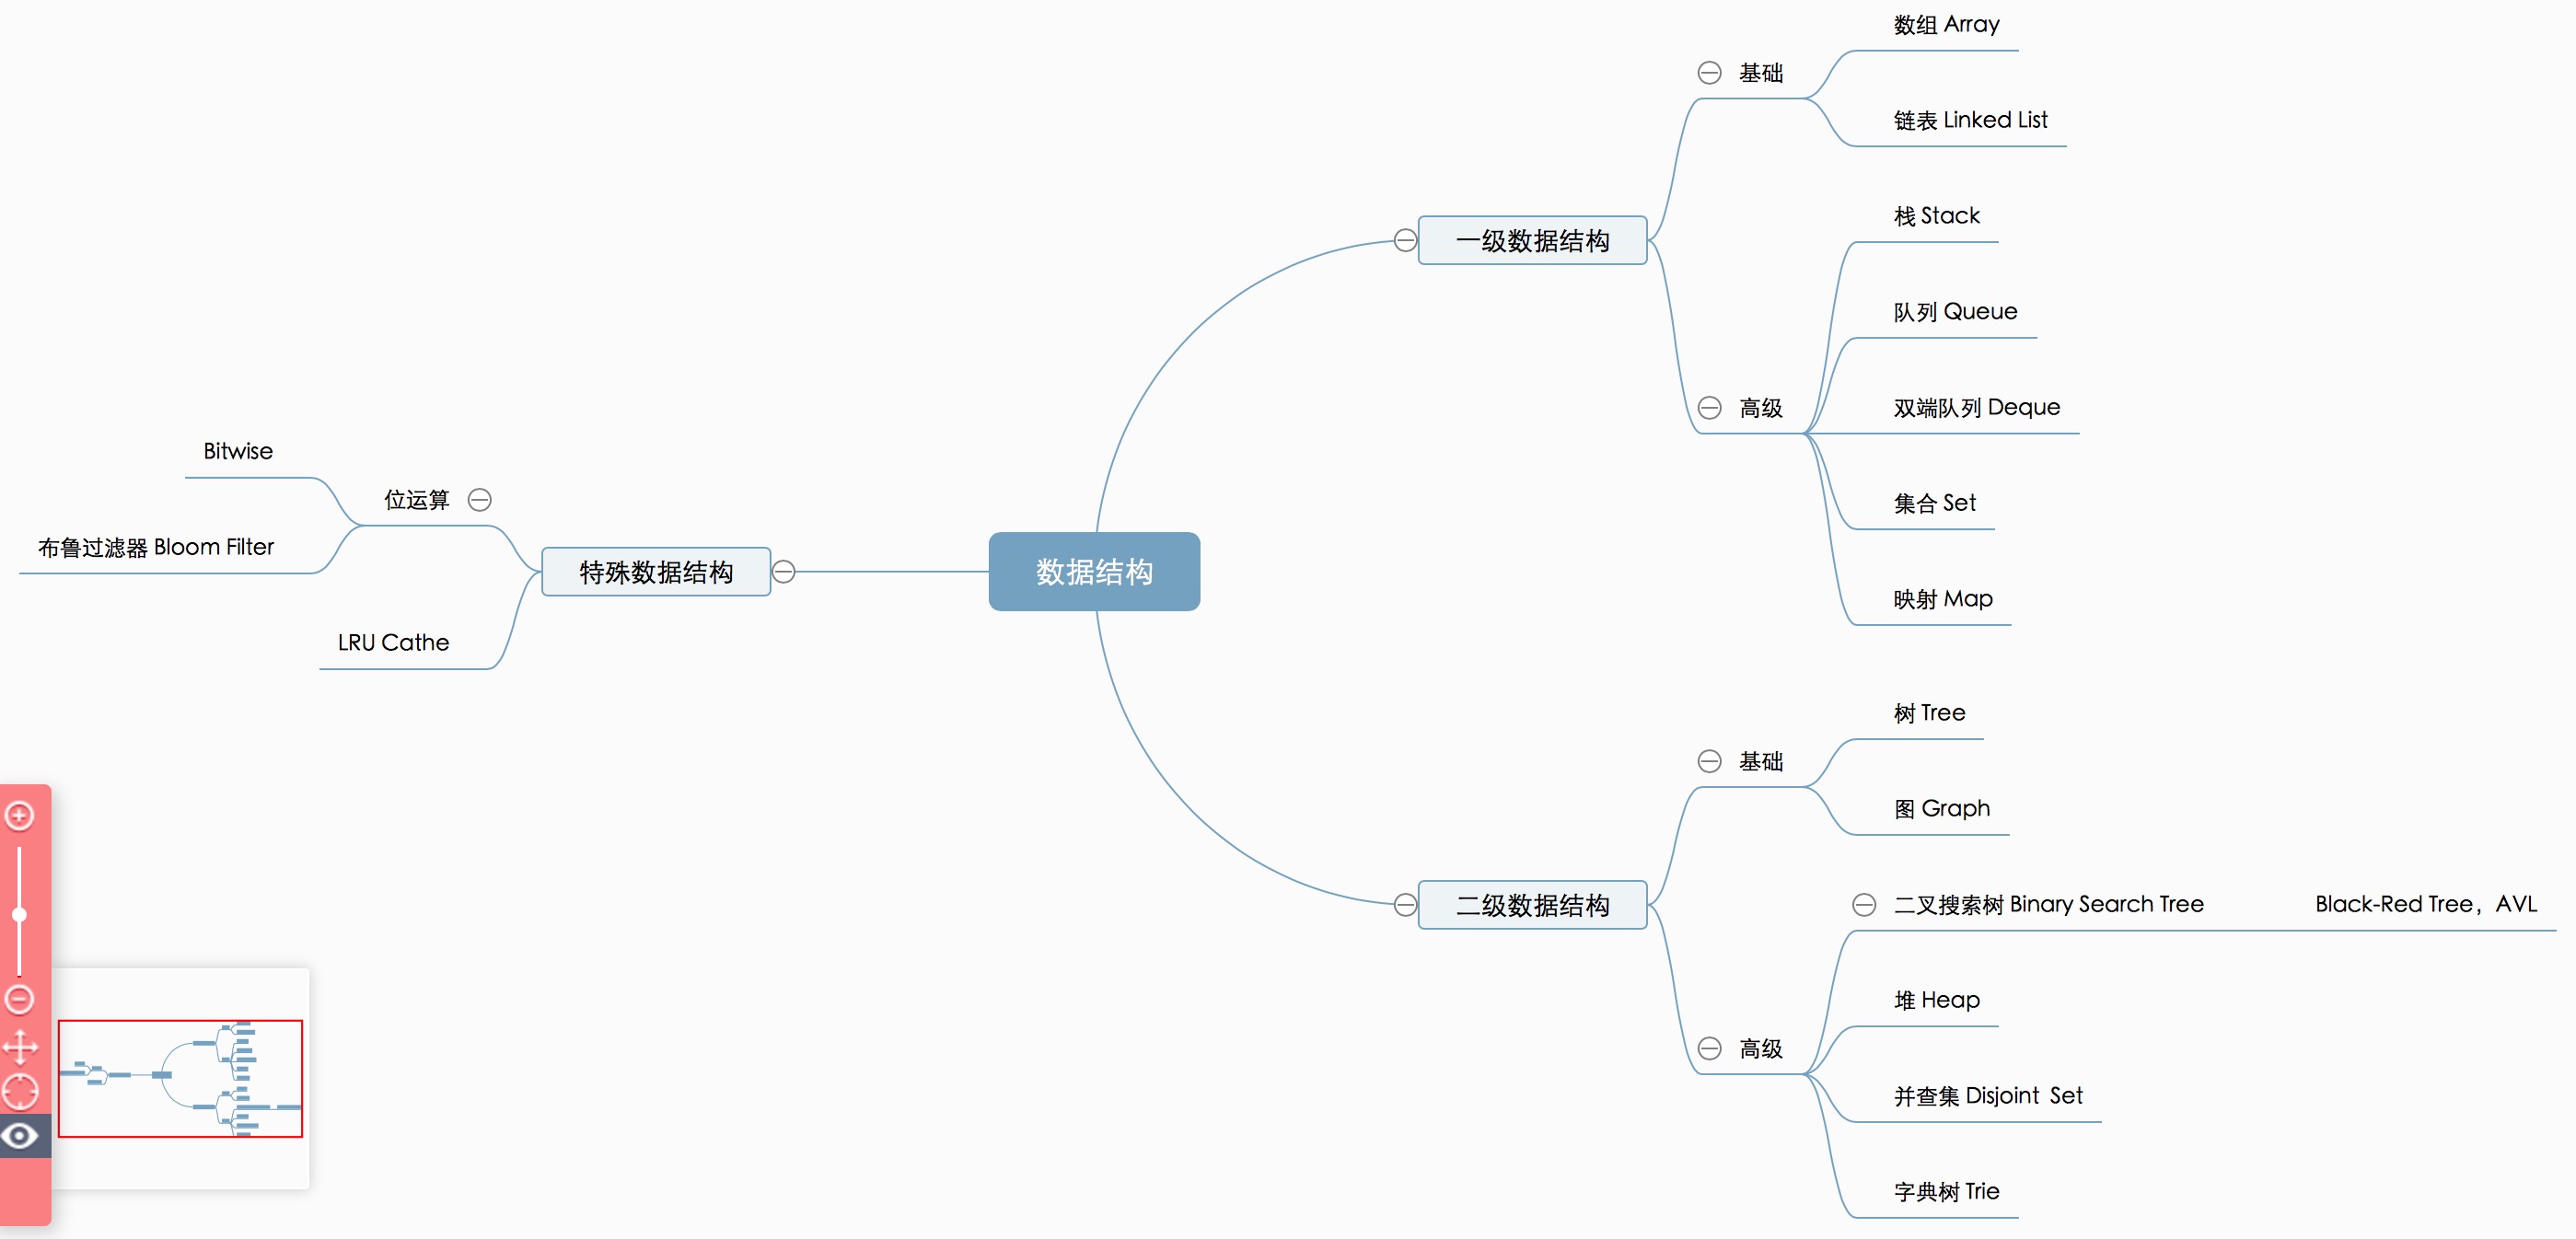 数据结构
一级数据结构
基础
数组 Array
链表 Linked List
高级
栈 Stack
队列 Queue
双端队列 Deque
集合 Set
映射 Map
二级数据结构
基础
树 Tree
图 Graph
高级
二叉搜索树 Binary Search Tree
Black-Red Tree，AVL
堆 Heap
并查集 Disjoint Set
字典树 Trie
特殊数据结构
位运算
Bitwise
布鲁过滤器 Bloom Filter
LRU Cathe